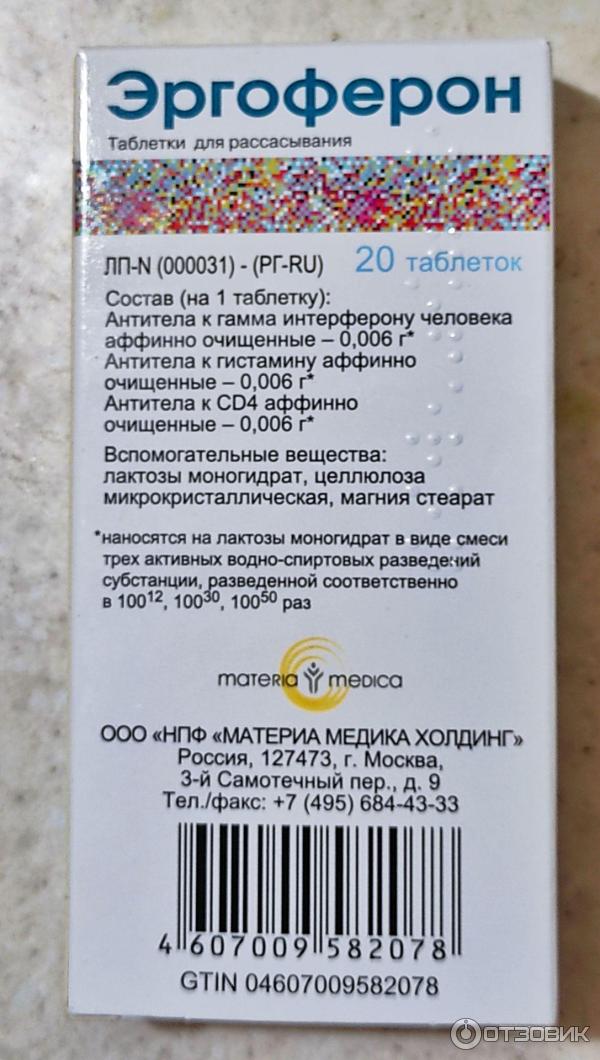 Эргоферон
Таблетки для рассасывания
ЛП-N (000031) - (РГ-RU) 20 таблеток
Состав (на 1 таблетку):
Антитела к гамма интерферону человека
аффинно очищенные – 0,006 г*
Антитела к гистамину аффинно
очищенные – 0,006 г*
Антитела к CD4 аффинно
очищенные – 0,006 г*
Вспомогательные вещества:
лактозы моногидрат, целлюлоза
микрокристаллическая, магния стеарат
*наносятся на лактозы моногидрат в виде смеси
трех активных водно-спиртовых разведений
субстанции, разведенной соответственно
в 100¹², 100³⁰, 100⁵⁰ раз
materia medica
ООО «НПФ «МАТЕРИА МЕДИКА ХОЛДИНГ»
Россия, 127473, г. Москва,
3-й Самотечный пер., д. 9
Тел./факс: +7 (495) 684-43-33
4 607009 582078
GTIN 04607009582078
ОТЗОВИК